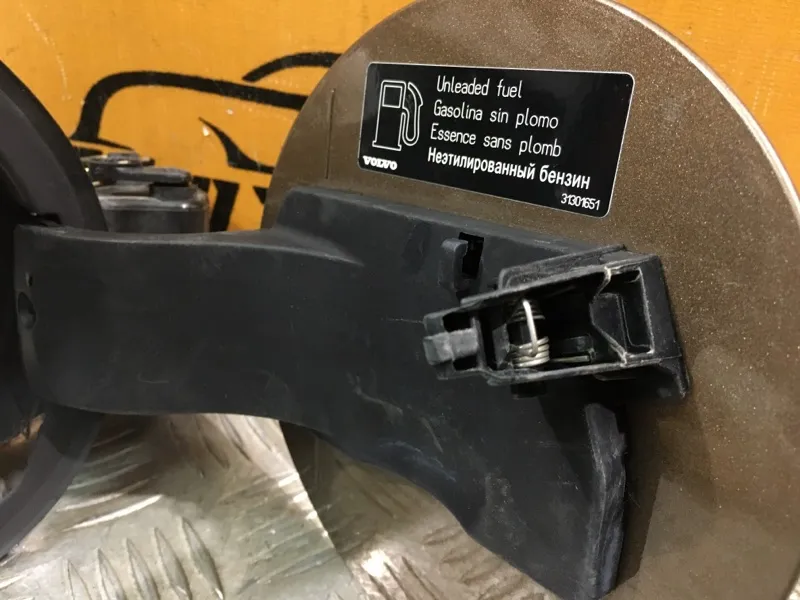 Unleaded fuel
Gasolina sin plomo
Essence sans plomb
Неэтилированный бензин
VOLVO
31301651